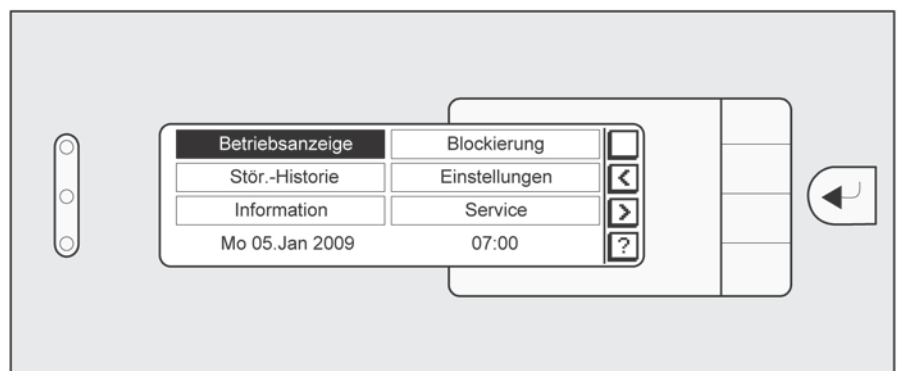 Betriebsanzeige Blockierung
Stör.-Historie Einstellungen <
Information Service >
Mo 05.Jan 2009 07:00 ?